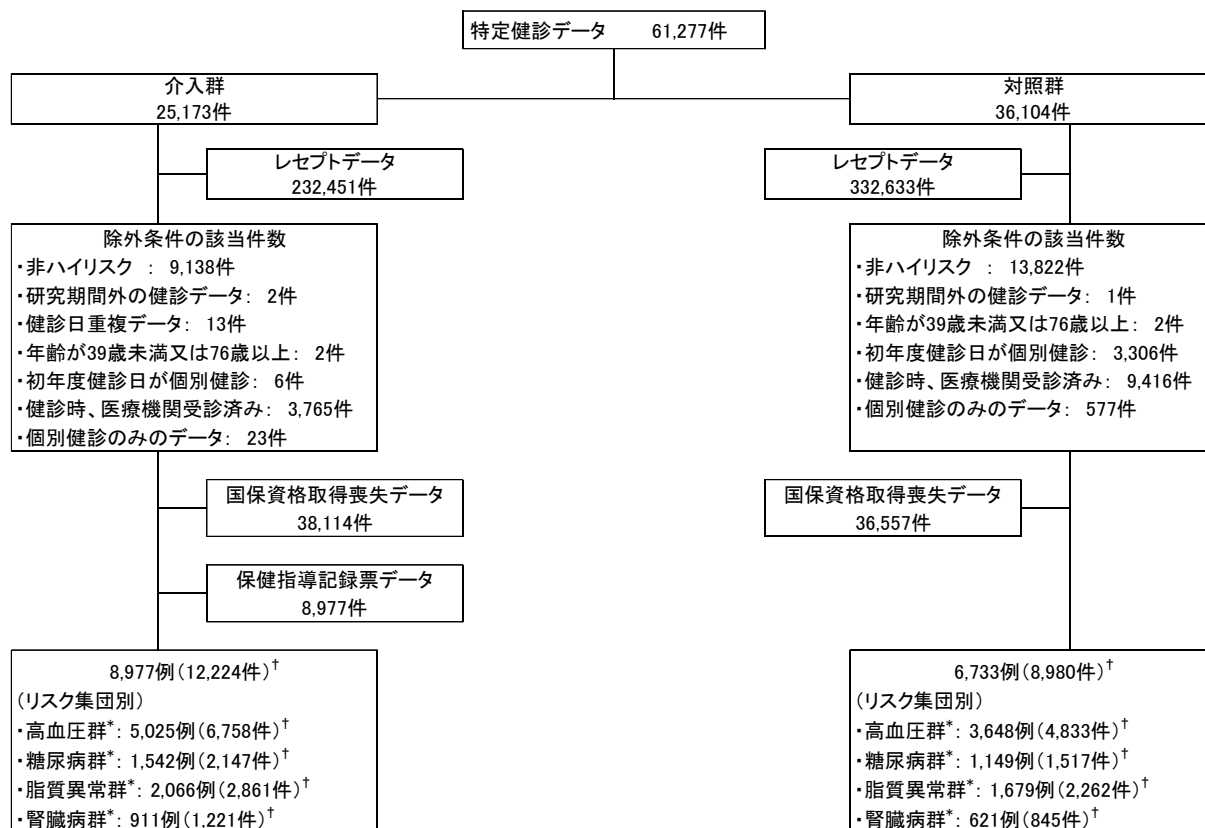 特定健診データ　61,277件
介入群
25,173件
対照群
36,104件
レセプトデータ
232,451件
レセプトデータ
332,633件
除外条件の該当件数
・非ハイリスク ： 9,138件
・研究期間外の健診データ： 2件
・健診日重複データ： 13件
・年齢が39歳未満又は76歳以上： 2件
・初年度健診日が個別健診： 6件
・健診時、医療機関受診済み： 3,765件
・個別健診のみのデータ： 23件
除外条件の該当件数
・非ハイリスク ： 13,822件
・研究期間外の健診データ： 1件
・年齢が39歳未満又は76歳以上： 2件
・初年度健診日が個別健診： 3,306件
・健診時、医療機関受診済み： 9,416件
・個別健診のみのデータ： 577件
国保資格取得喪失データ
38,114件
国保資格取得喪失データ
36,557件
保健指導記録票データ
8,977件
8,977例（12,224件）†
（リスク集団別）
・高血圧群*： 5,025例（6,758件）†
・糖尿病群*： 1,542例（2,147件）†
・脂質異常群*： 2,066例（2,861件）†
・腎臓病群*： 911例（1,221件）†
6,733例（8,980件）†
（リスク集団別）
・高血圧群*： 3,648例（4,833件）†
・糖尿病群*： 1,149例（1,517件）†
・脂質異常群*： 1,679例（2,262件）†
・腎臓病群*： 621例（845件）†